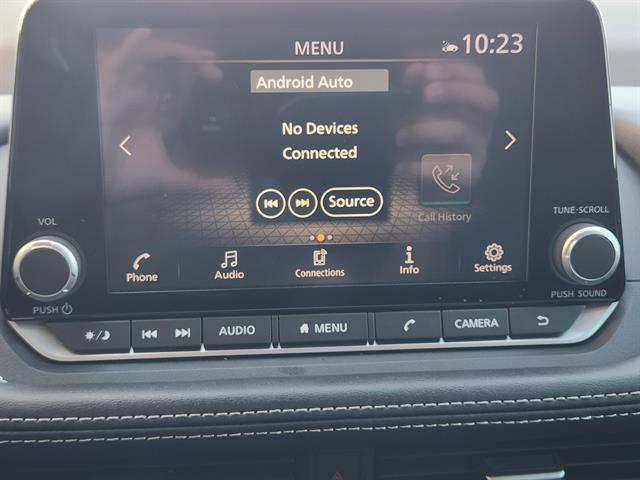 MENU
10:23
Android Auto
No Devices
Connected
Source
Call History
Phone
Audio
Connections
Info
Settings
VOL
PUSH
TUNE-SCROLL
PUSH SOUND
AUDIO
MENU
CAMERA